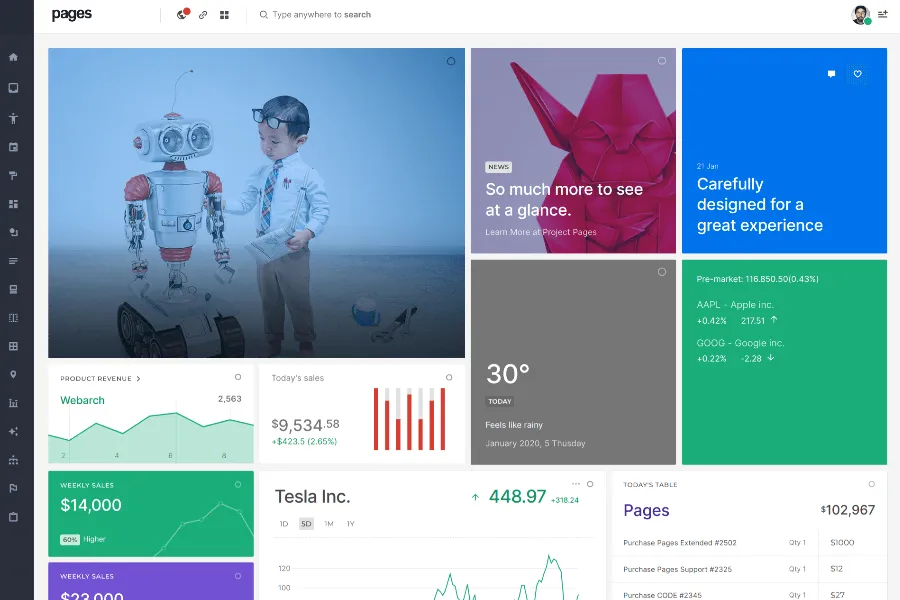 pages
Type anywhere to search
NEWS
So much more to see
at a glance.
Learn More at Project Pages
21 Jan
Carefully
designed for a
great experience
30°
TODAY
Feels like rainy
January 2020, 5 Thusday
Pre-market: 116.850.50(0.43%)
AAPL - Apple inc.
+0.42% 217.51
GOOG - Google inc.
+0.22% -2.28
PRODUCT REVENUE
Webarch 2,563
2 4 6 8
Today's sales
$9,534.58
+$423.5 (2.65%)
WEEKLY SALES
$14,000
60% Higher
WEEKLY SALES
$23,000
Tesla Inc. 448.97 +318.24
1D 5D 1M 1Y
120
100
TODAY'S TABLE
Pages $102,967
Purchase Pages Extended #2502 Qty 1 $1000
Purchase Pages Support #2325 Qty 1 $12
Purchase CODE #2345 Qty 1 $27